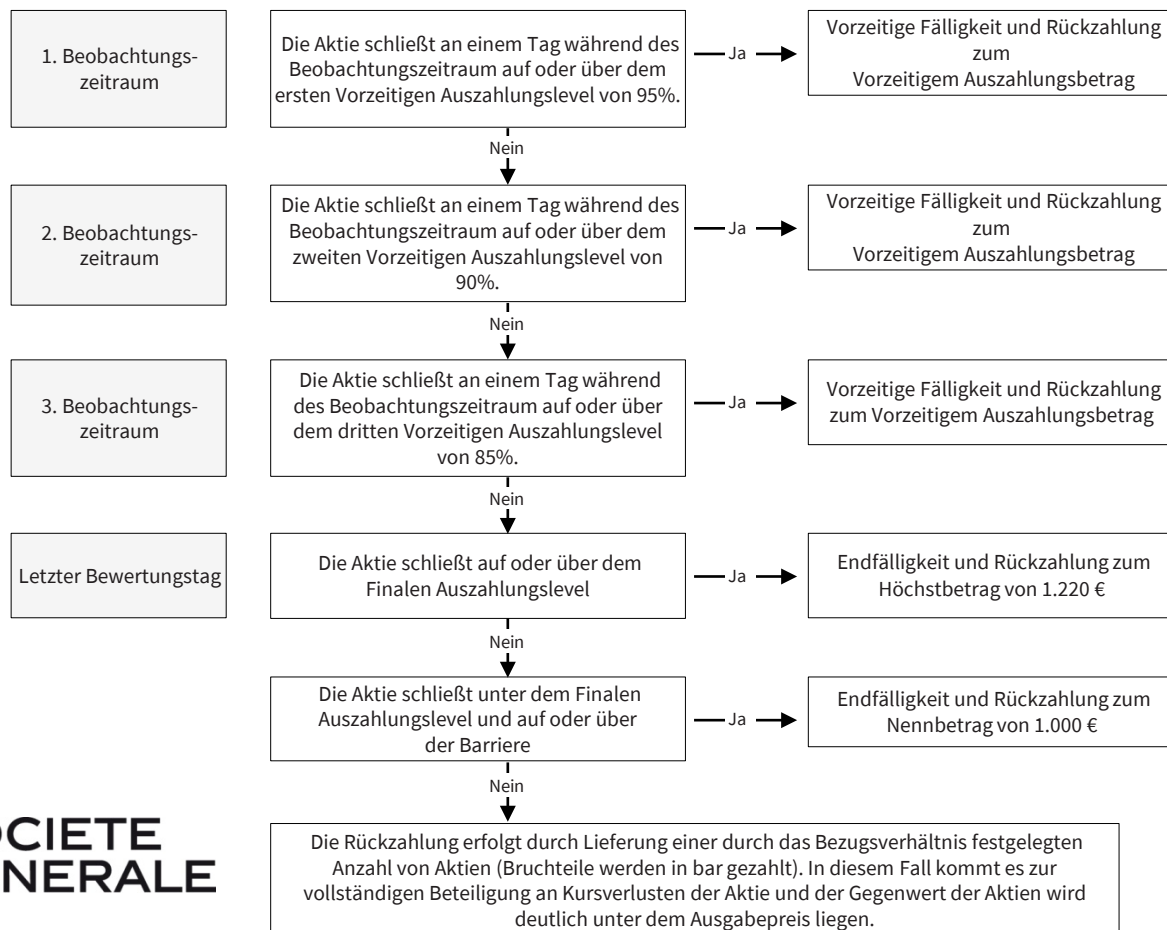 1. Beobachtungs-
zeitraum
Die Aktie schließt an einem Tag während des
Beobachtungszeitraum auf oder über dem
ersten Vorzeitigen Auszahlungslevel von 95%.
Ja
Vorzeitige Fälligkeit und Rückzahlung
zum
Vorzeitigem Auszahlungsbetrag
Nein
2. Beobachtungs-
zeitraum
Die Aktie schließt an einem Tag während des
Beobachtungszeitraum auf oder über dem
zweiten Vorzeitigen Auszahlungslevel von
90%.
Ja
Vorzeitige Fälligkeit und Rückzahlung
zum
Vorzeitigem Auszahlungsbetrag
Nein
3. Beobachtungs-
zeitraum
Die Aktie schließt an einem Tag während
des Beobachtungszeitraum auf oder über
dem dritten Vorzeitigen Auszahlungslevel
von 85%.
Ja
Vorzeitige Fälligkeit und Rückzahlung
zum Vorzeitigem Auszahlungsbetrag
Nein
Letzter Bewertungstag
Die Aktie schließt auf oder über dem
Finalen Auszahlungslevel
Ja
Endfälligkeit und Rückzahlung zum
Höchstbetrag von 1.220 €
Nein
Die Aktie schließt unter dem Finalen
Auszahlungslevel und auf oder über
der Barriere
Ja
Endfälligkeit und Rückzahlung zum
Nennbetrag von 1.000 €
Nein
OCIETE
NERALE
Die Rückzahlung erfolgt durch Lieferung einer durch das Bezugsverhältnis festgelegten
Anzahl von Aktien (Bruchteile werden in bar gezahlt). In diesem Fall kommt es zur
vollständigen Beteiligung an Kursverlusten der Aktie und der Gegenwert der Aktien wird
deutlich unter dem Ausgabepreis liegen.